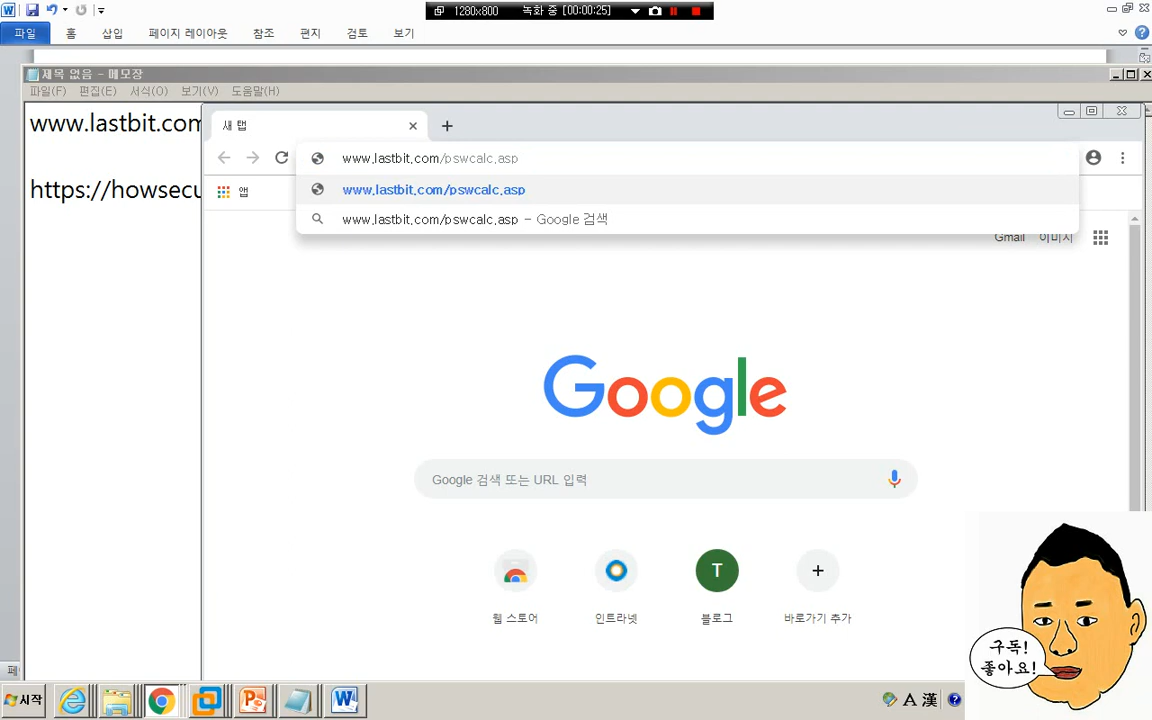 1280x800 녹화 중 [00:00:25]
파일 홈 삽입 페이지 레이아웃 참조 편지 검토 보기
제목 없음 - 메모장
파일(F) 편집(E) 서식(O) 보기(V) 도움말(H)
www.lastbit.com
https://howsecu
새 탭
www.lastbit.com/pswcalc.asp
앱
www.lastbit.com/pswcalc.asp
www.lastbit.com/pswcalc.asp - Google 검색
Gmail 이미지
Google
Google 검색 또는 URL 입력
T
웹 스토어 인트라넷 블로그 바로가기 추가
구독!
좋아요!
시작
A 漢